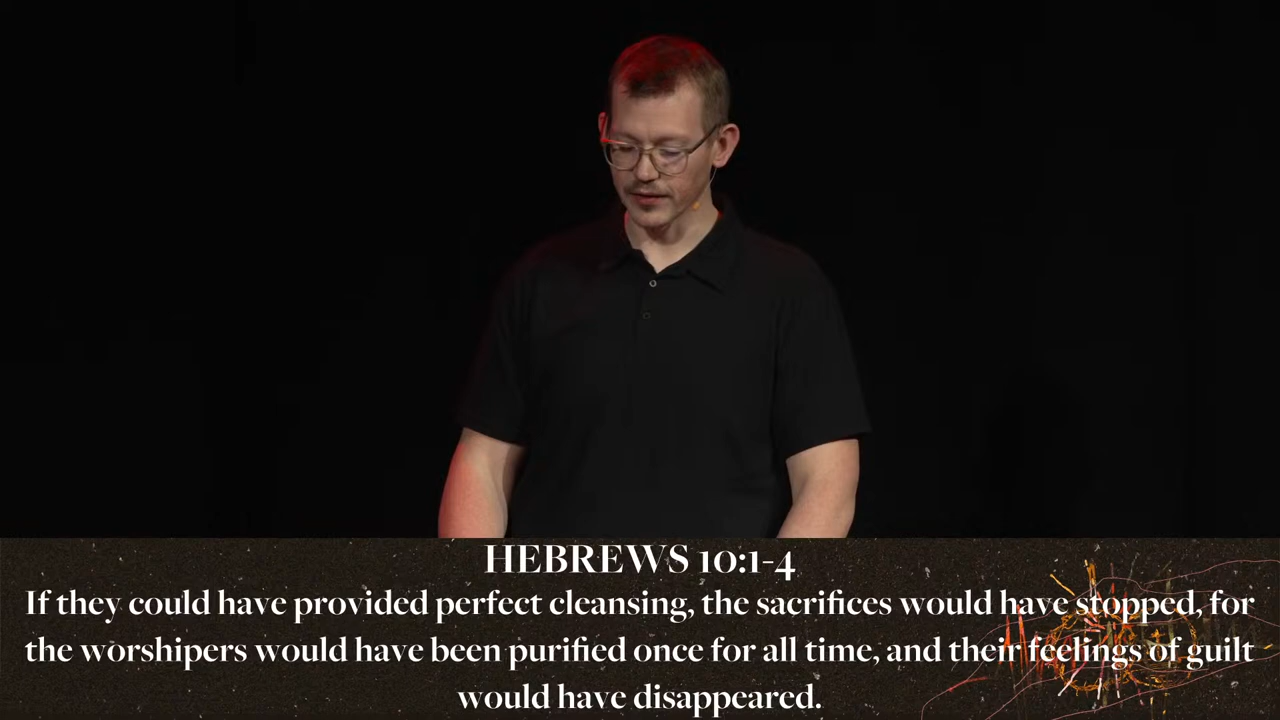 HEBREWS 10:1-4
If they could have provided perfect cleansing, the sacrifices would have stopped, for
the worshipers would have been purified once for all time, and their feelings of guilt
would have disappeared.